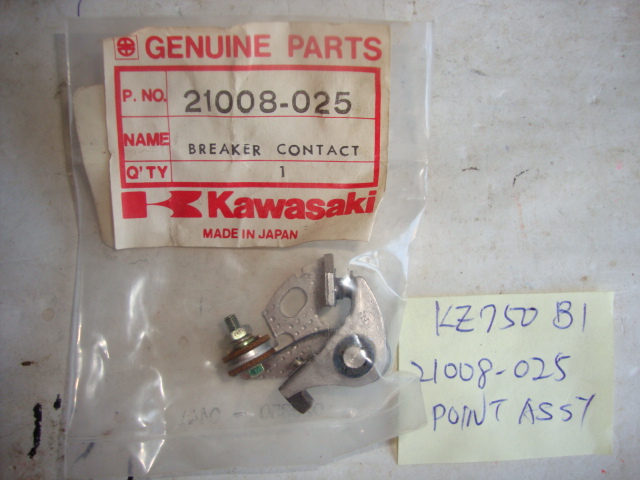 GENUINE PARTS
P. NO. 21008-025
NAME BREAKER CONTACT
Q'TY 1
Kawasaki
MADE IN JAPAN
KZ750 B1
21008-025
POINT ASSY